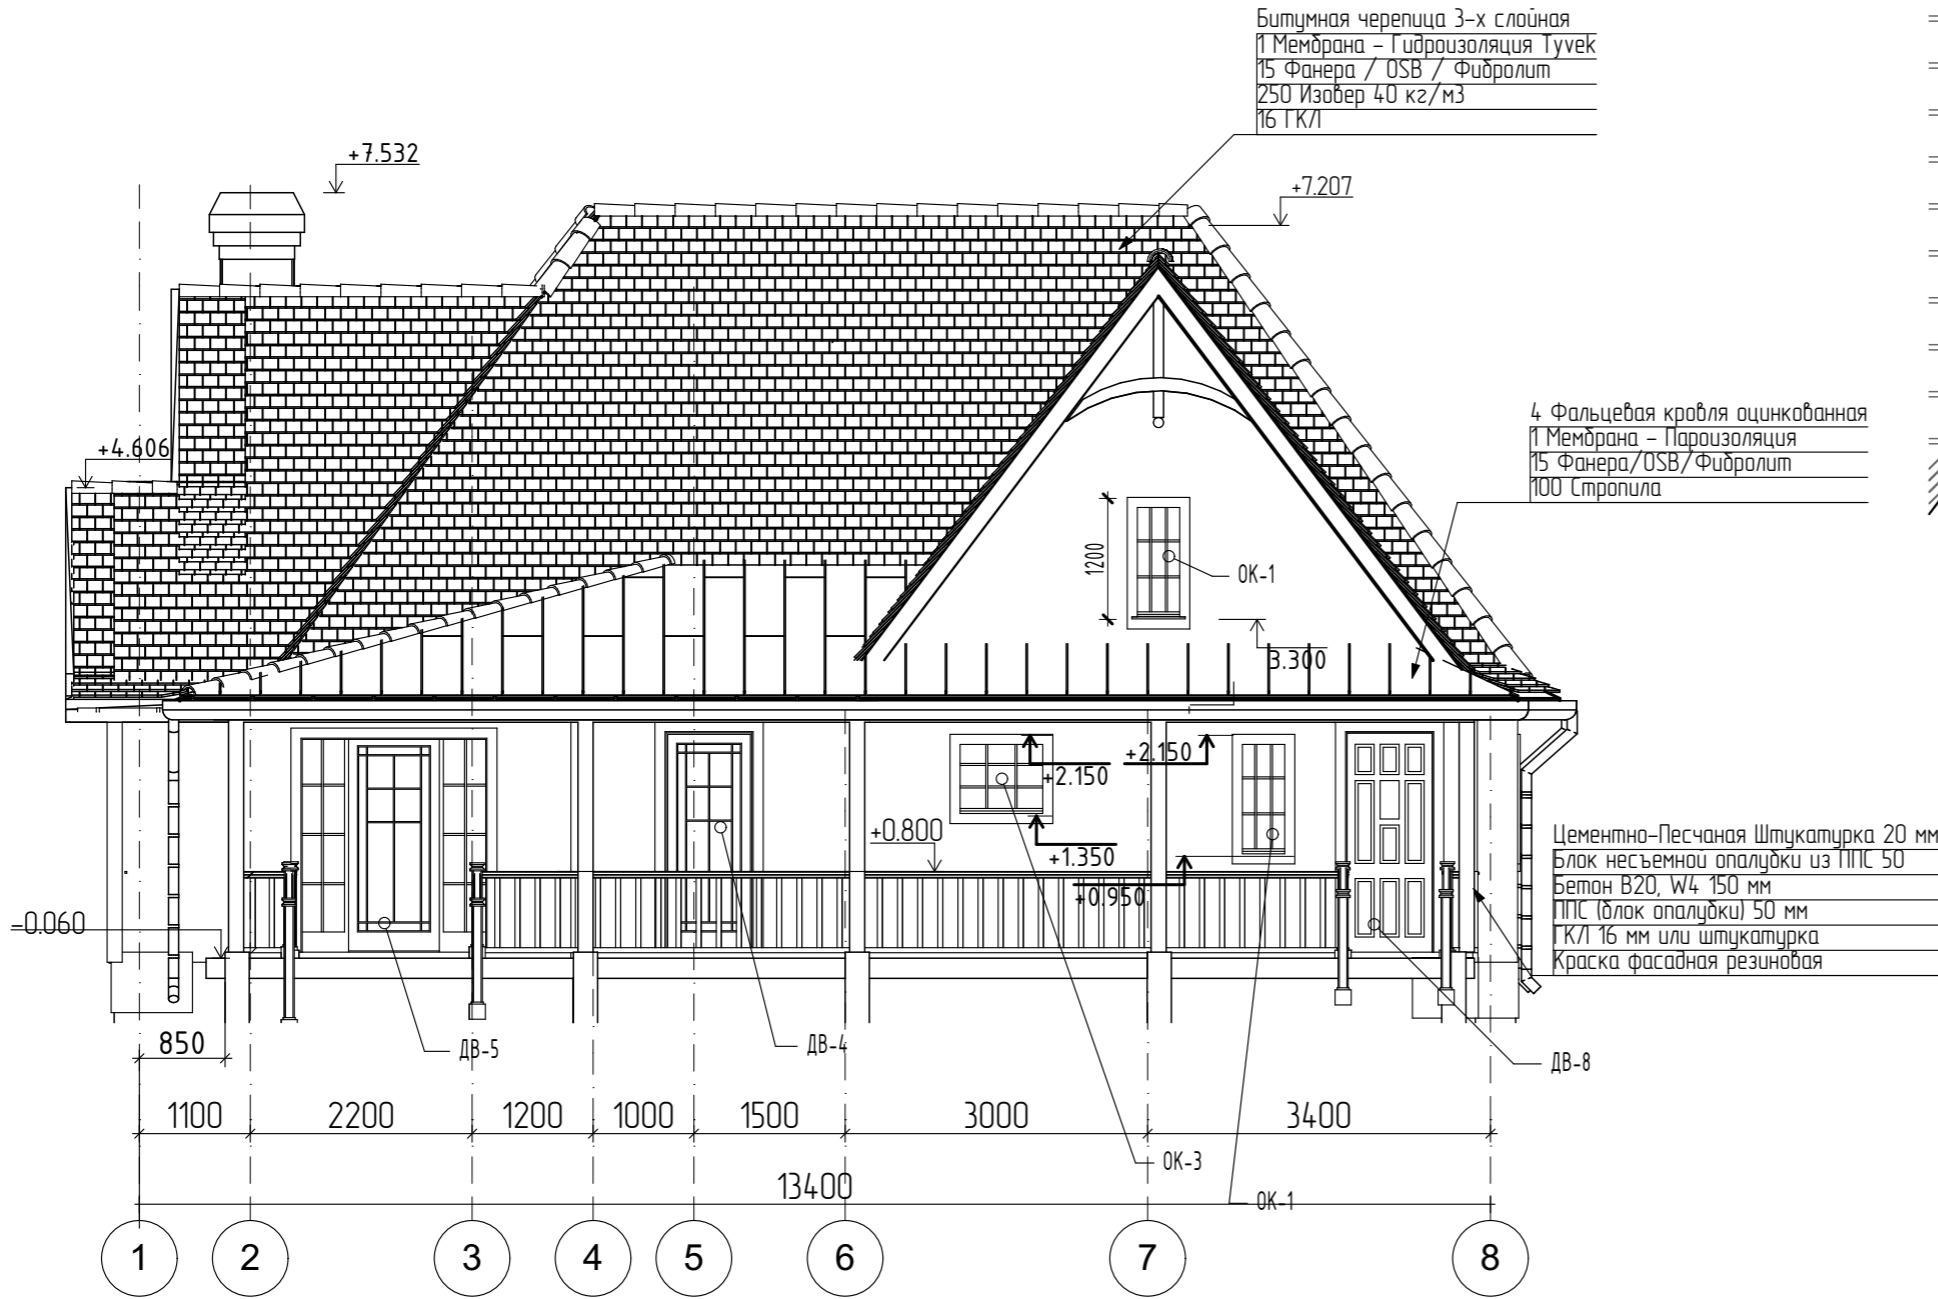 Битумная черепица 3-х слойная
1 Мембрана - Гидроизоляция Tyvek
15 Фанера / OSB / Фибролит
250 Изовер 40 кг/м3
16 ГКЛ
+7.532
+7.207
4 Фальцевая кровля оцинкованная
1 Мембрана - Пароизоляция
15 Фанера/OSB/Фибролит
100 Стропила
+4.606
1200
ОК-1
3.300
+2.150
+2.150
+0.800
+1.350
+0.950
Цементно-Песчаная Штукатурка 20 мм
Блок несъемной опалубки из ППС 50
Бетон В20, W4 150 мм
ППС (блок опалубки) 50 мм
ГКЛ 16 мм или штукатурка
Краска фасадная резиновая
-0.060
850
ДВ-5
ДВ-4
ДВ-8
1100 2200 1200 1000 1500 3000 3400
ОК-3
13400
ОК-1
1 2 3 4 5 6 7 8